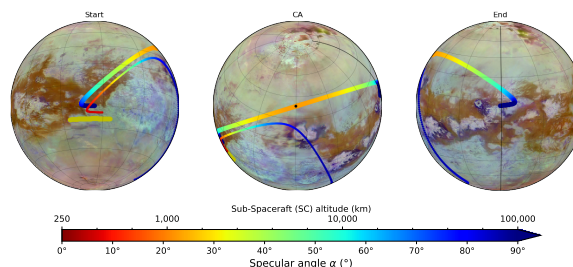 Start CA End
Sub-Spaceraft (SC) altitude (km)
250 1,000 10,000 100,000
0° 10° 20° 30° 40° 50° 60° 70° 80° 90°
Specular angle α (°)